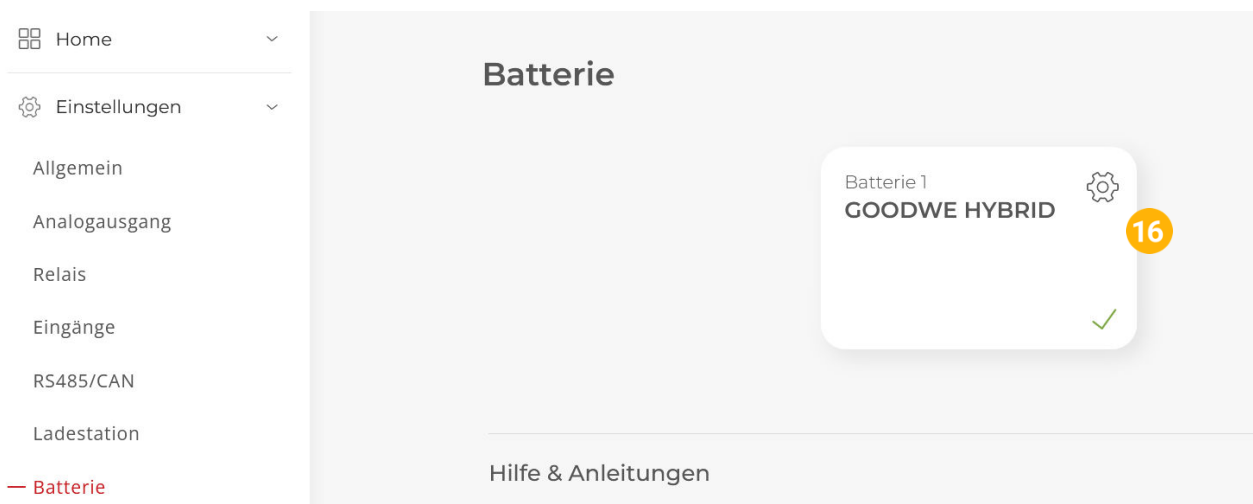 Home
Einstellungen
Allgemein
Analogausgang
Relais
Eingänge
RS485/CAN
Ladestation
Batterie
Batterie
Batterie 1
GOODWE HYBRID
16
Hilfe & Anleitungen